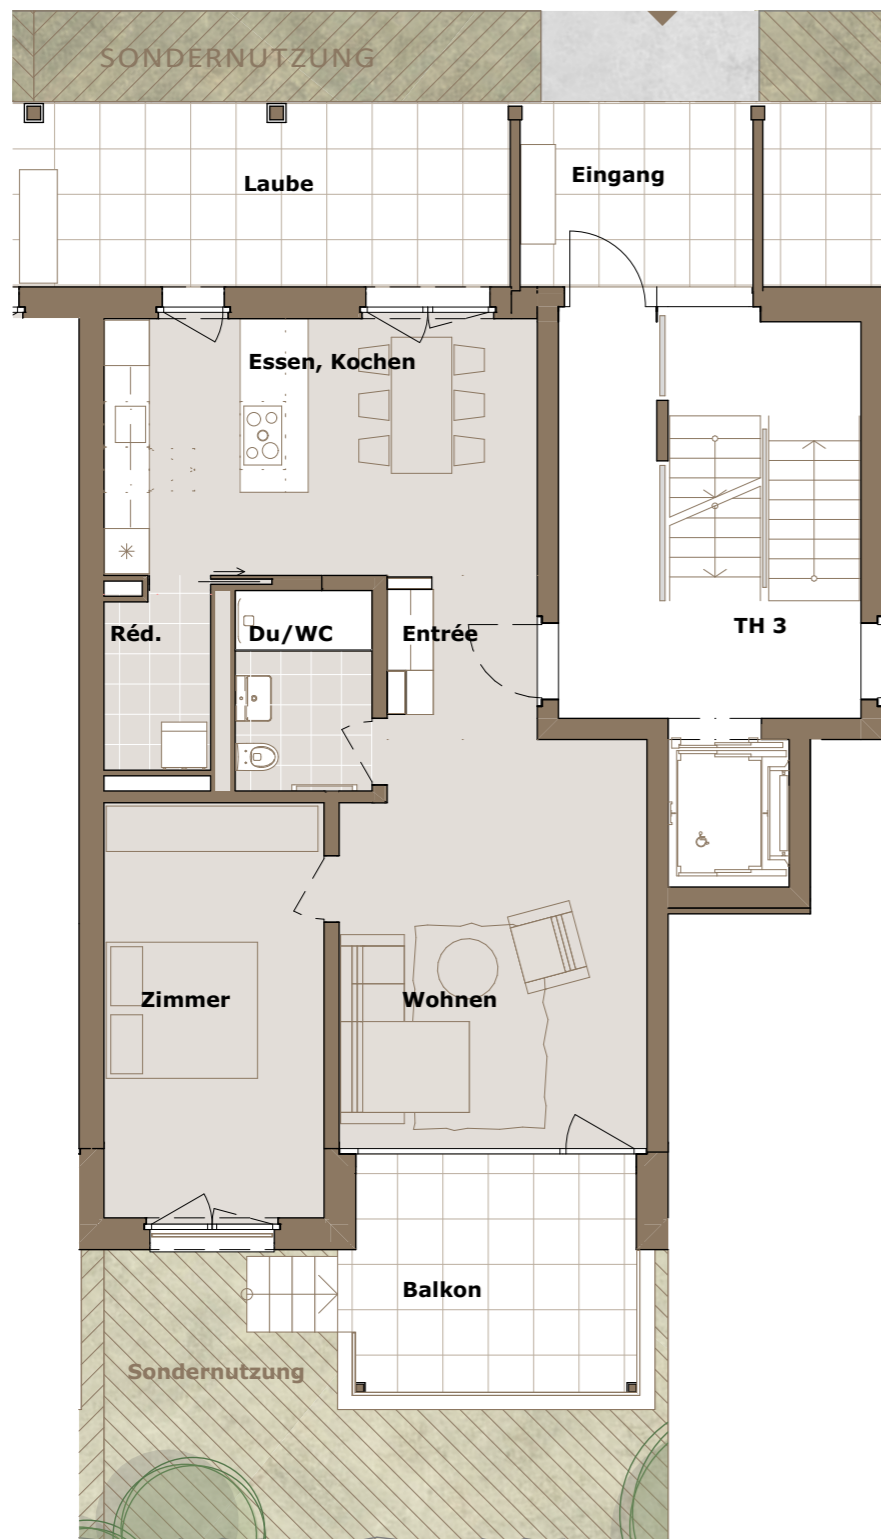 SONDERNUTZUNG
Laube
Eingang
Essen, Kochen
Réd.
Du/WC
Entrée
TH 3
Zimmer
Wohnen
Balkon
Sondernutzung